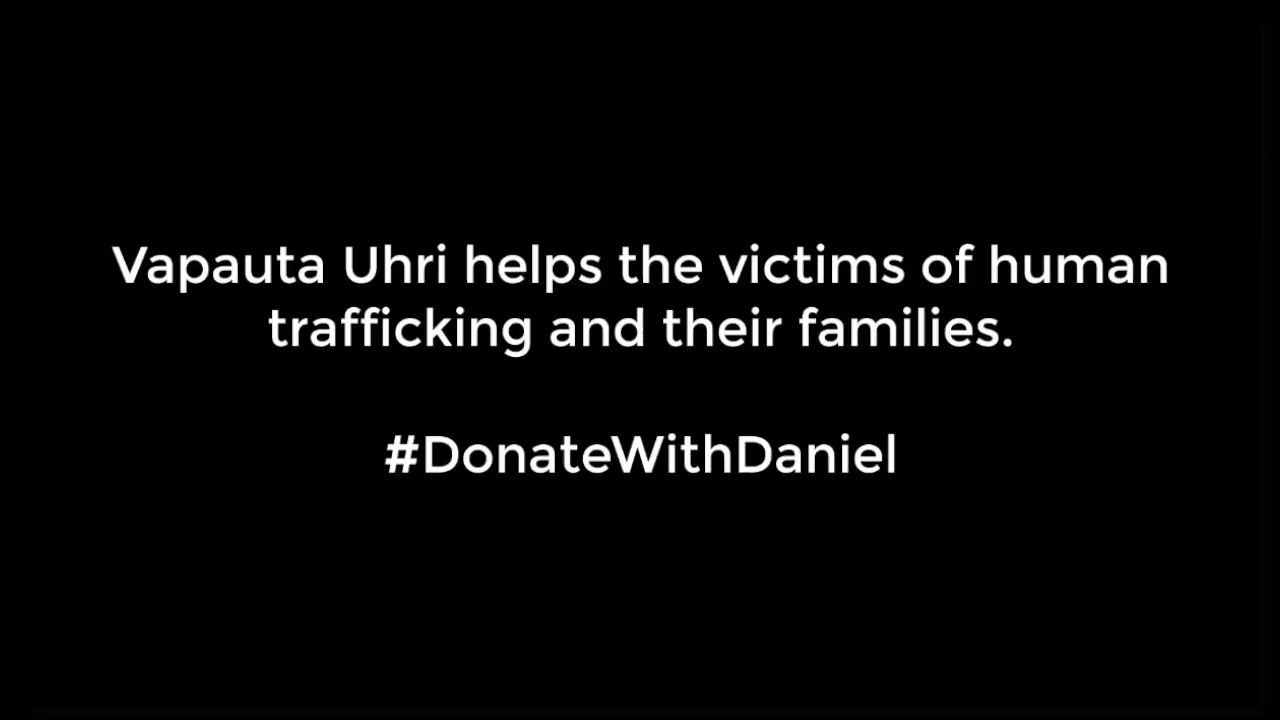 Vapauta Uhri helps the victims of human
trafficking and their families.
#DonateWithDaniel